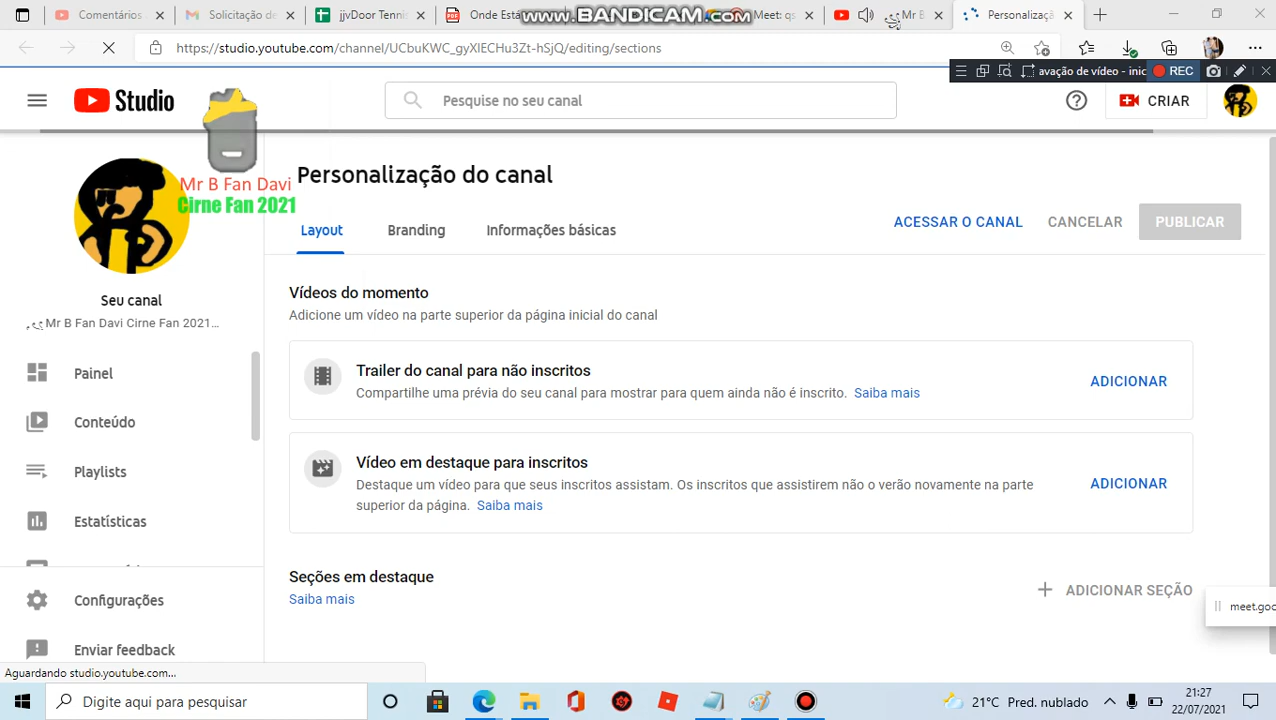 Solicitação de
jjvDoor Tenni
Onde Esta
www.BANDICAM.com
Meet: qs
Mr B
Personalizaçã
https://studio.youtube.com/channel/UCbuKWC_gyXIECHu3Zt-hSjQ/editing/sections
avação de vídeo - inic
REC
Studio
Pesquise no seu canal
CRIAR
Mr B Fan Davi
Cirne Fan 2021
Personalização do canal
Layout
Branding
Informações básicas
ACESSAR O CANAL
CANCELAR
PUBLICAR
Seu canal
Mr B Fan Davi Cirne Fan 2021...
Vídeos do momento
Adicione um vídeo na parte superior da página inicial do canal
Trailer do canal para não inscritos
Compartilhe uma prévia do seu canal para mostrar para quem ainda não é inscrito. Saiba mais
ADICIONAR
Vídeo em destaque para inscritos
Destaque um vídeo para que seus inscritos assistam. Os inscritos que assistirem não o verão novamente na parte
superior da página. Saiba mais
ADICIONAR
Seções em destaque
Saiba mais
ADICIONAR SEÇÃO
Painel
Conteúdo
Playlists
Estatísticas
Configurações
Enviar feedback
meet.goo
Aguardando studio.youtube.com...
Digite aqui para pesquisar
21°C Pred. nublado
21:27
22/07/2021